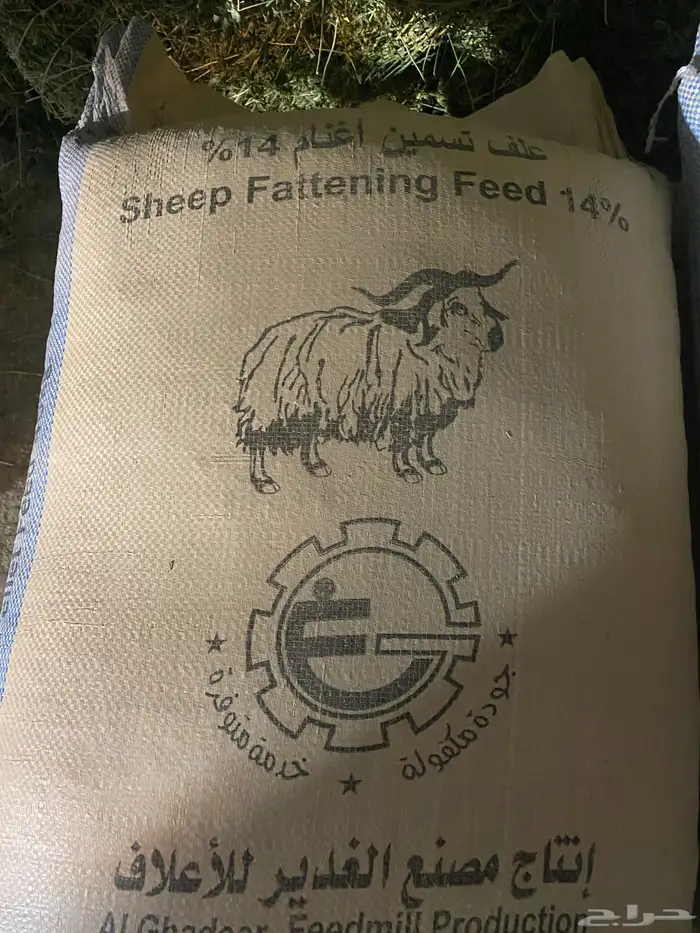 علف تسمين أغنام 14%
Sheep Fattening Feed 14%
جودة مكفولة
خدمة متوفرة
إنتاج مصنع الغدير للأعلاف
Al Ghadeer Feedmill Production
حراج